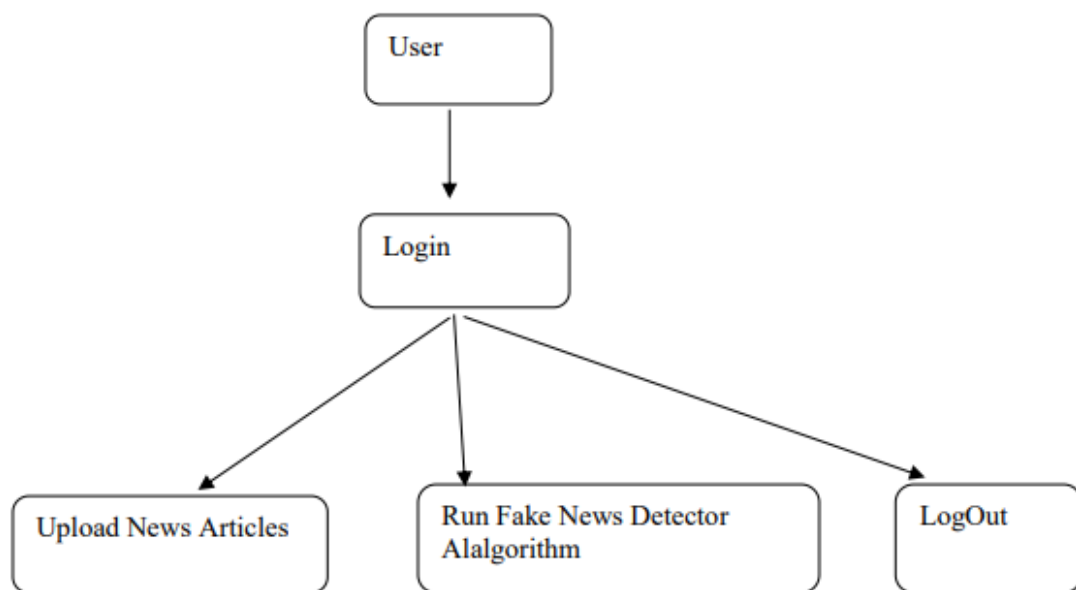 User
Login
Upload News Articles
Run Fake News Detector
Alalgorithm
LogOut